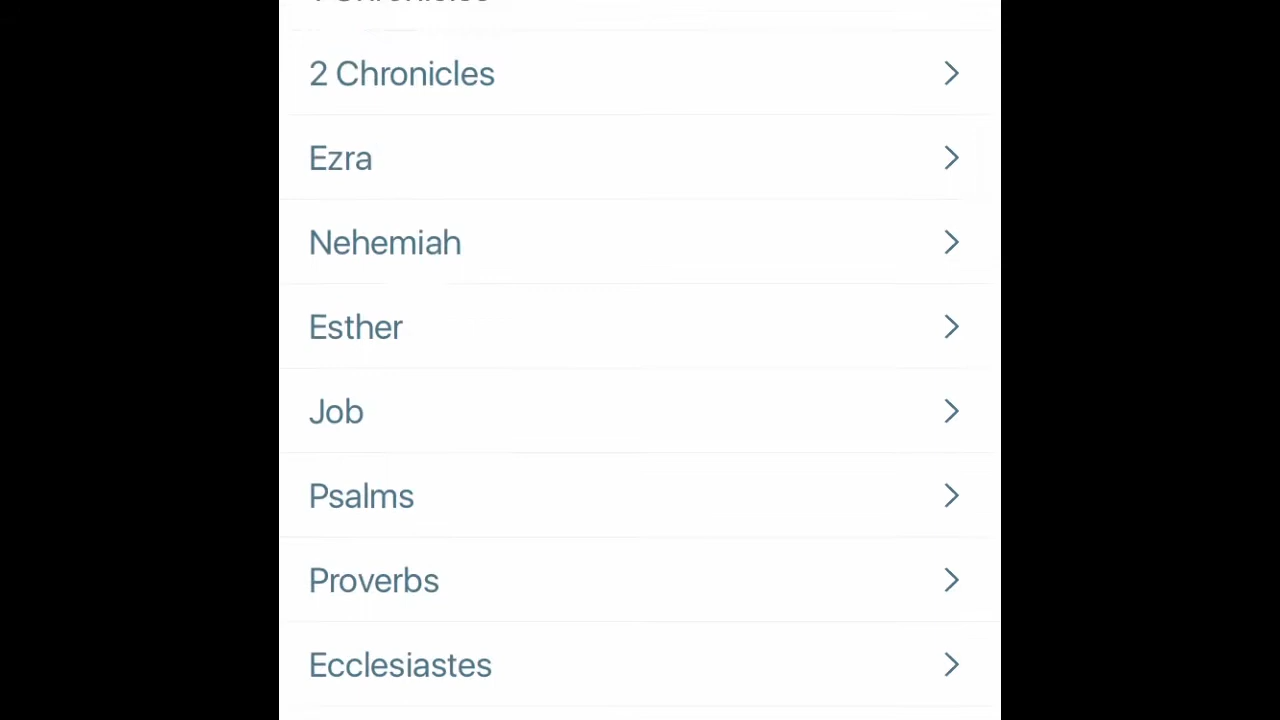 2 Chronicles
Ezra
Nehemiah
Esther
Job
Psalms
Proverbs
Ecclesiastes